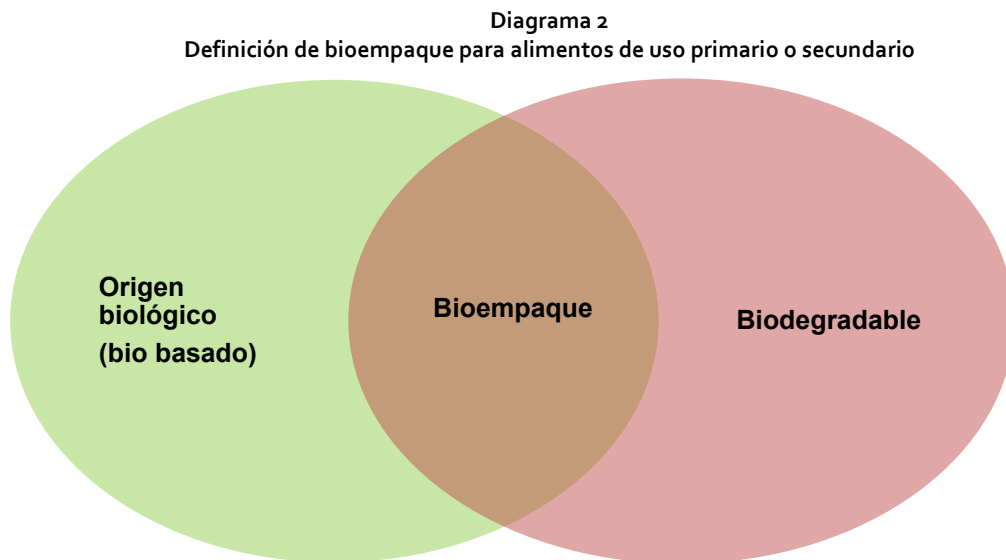 Diagrama 2
Definición de bioempaque para alimentos de uso primario o secundario
Origen
biológico
(bio basado)
Bioempaque
Biodegradable